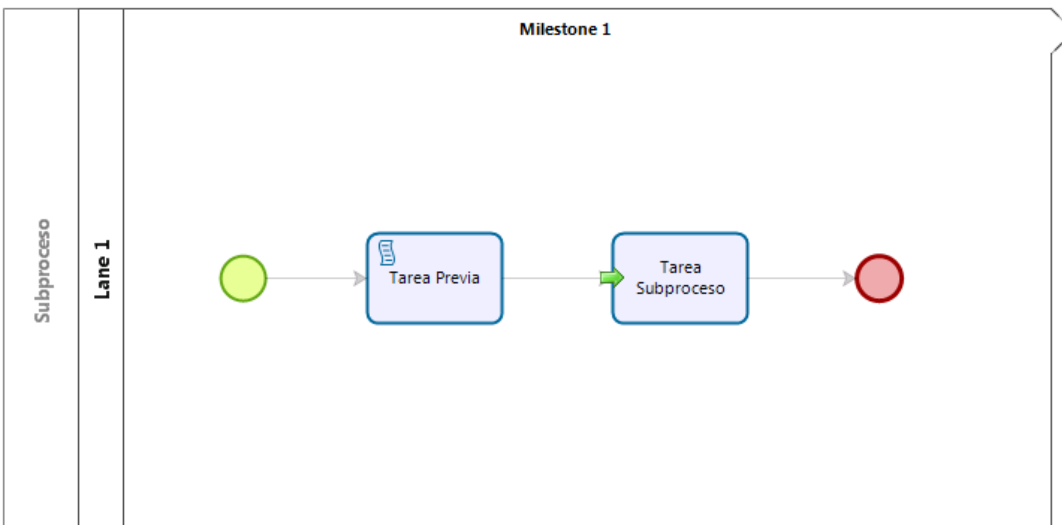 Milestone 1
Subproceso
Lane 1
Tarea Previa
Tarea
Subproceso